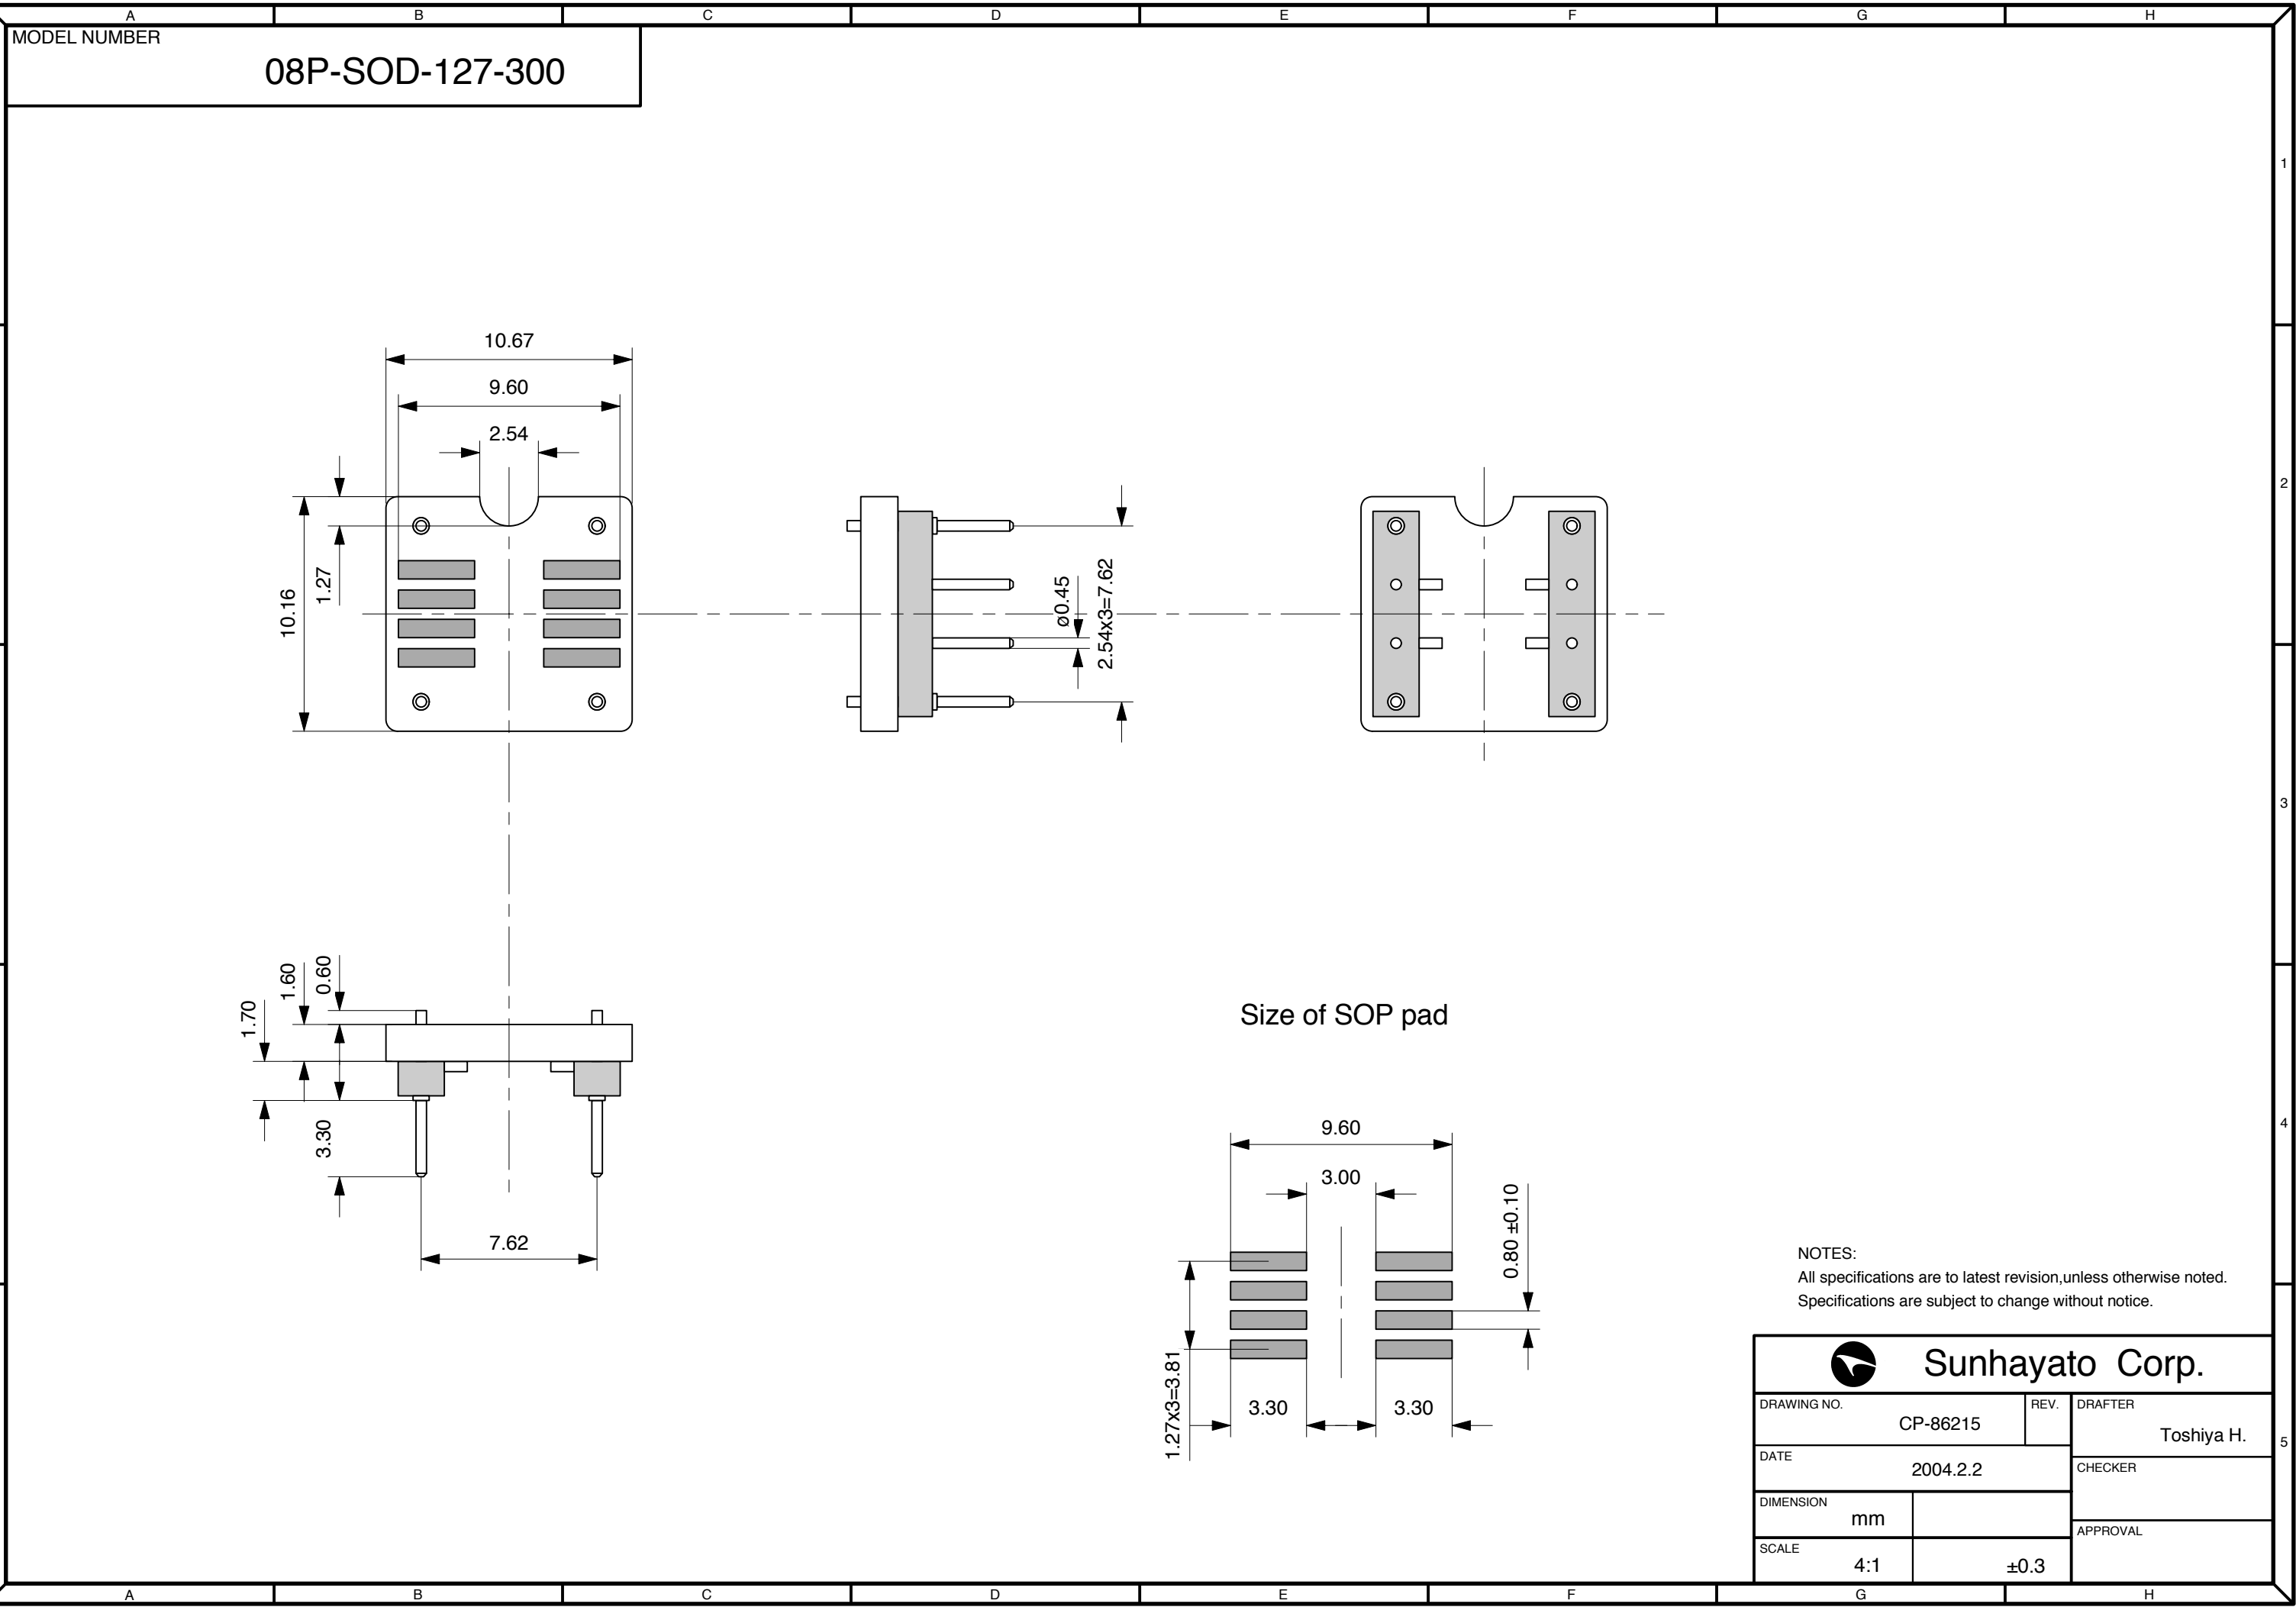 A B C D E F G H
MODEL NUMBER
08P-SOD-127-300
1
10.67
9.60
2.54
2
10.16
1.27
ø0.45
2.54x3=7.62
3
1.70
1.60
0.60
3.30
7.62
Size of SOP pad
4
9.60
3.00
0.80 ±0.10
1.27x3=3.81
3.30
3.30
NOTES:
All specifications are to latest revision,unless otherwise noted.
Specifications are subject to change without notice.
Sunhayato Corp.
DRAWING NO.
CP-86215
REV.
DRAFTER
Toshiya H.
5
DATE
2004.2.2
CHECKER
DIMENSION
mm
APPROVAL
SCALE
4:1
±0.3
A B C D E F G H